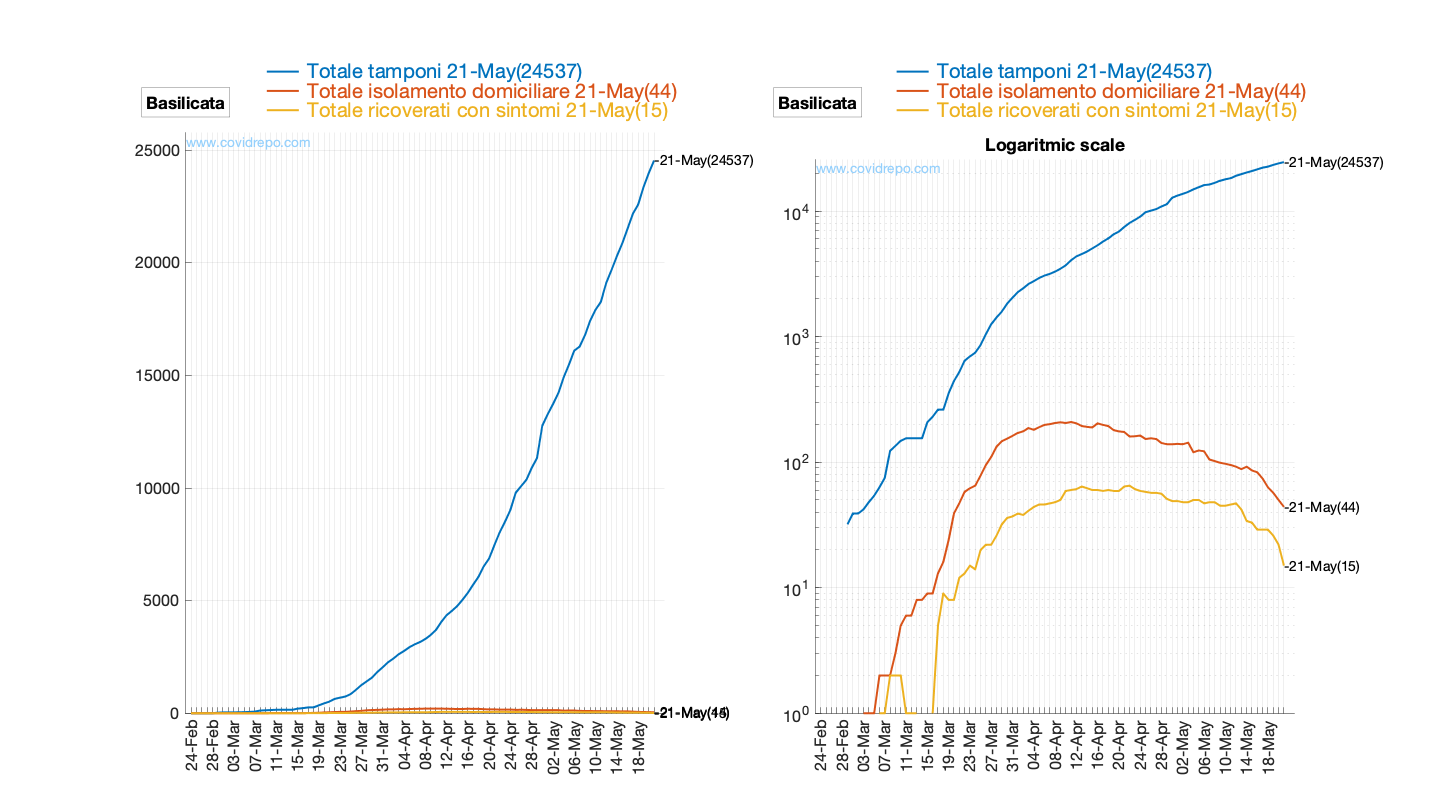 Totale tamponi 21-May(24537)
Totale isolamento domiciliare 21-May(44)
Totale ricoverati con sintomi 21-May(15)
Basilicata
www.covidrepo.com
25000
20000
15000
10000
5000
0
21-May(24537)
21-May(44)
21-May(15)
24-Feb
28-Feb
03-Mar
07-Mar
11-Mar
15-Mar
19-Mar
23-Mar
27-Mar
31-Mar
04-Apr
08-Apr
12-Apr
16-Apr
20-Apr
24-Apr
28-Apr
02-May
06-May
10-May
14-May
18-May
Totale tamponi 21-May(24537)
Totale isolamento domiciliare 21-May(44)
Totale ricoverati con sintomi 21-May(15)
Basilicata
Logaritmic scale
www.covidrepo.com
10^4
10^3
10^2
10^1
10^0
21-May(24537)
21-May(44)
21-May(15)
24-Feb
28-Feb
03-Mar
07-Mar
11-Mar
15-Mar
19-Mar
23-Mar
27-Mar
31-Mar
04-Apr
08-Apr
12-Apr
16-Apr
20-Apr
24-Apr
28-Apr
02-May
06-May
10-May
14-May
18-May